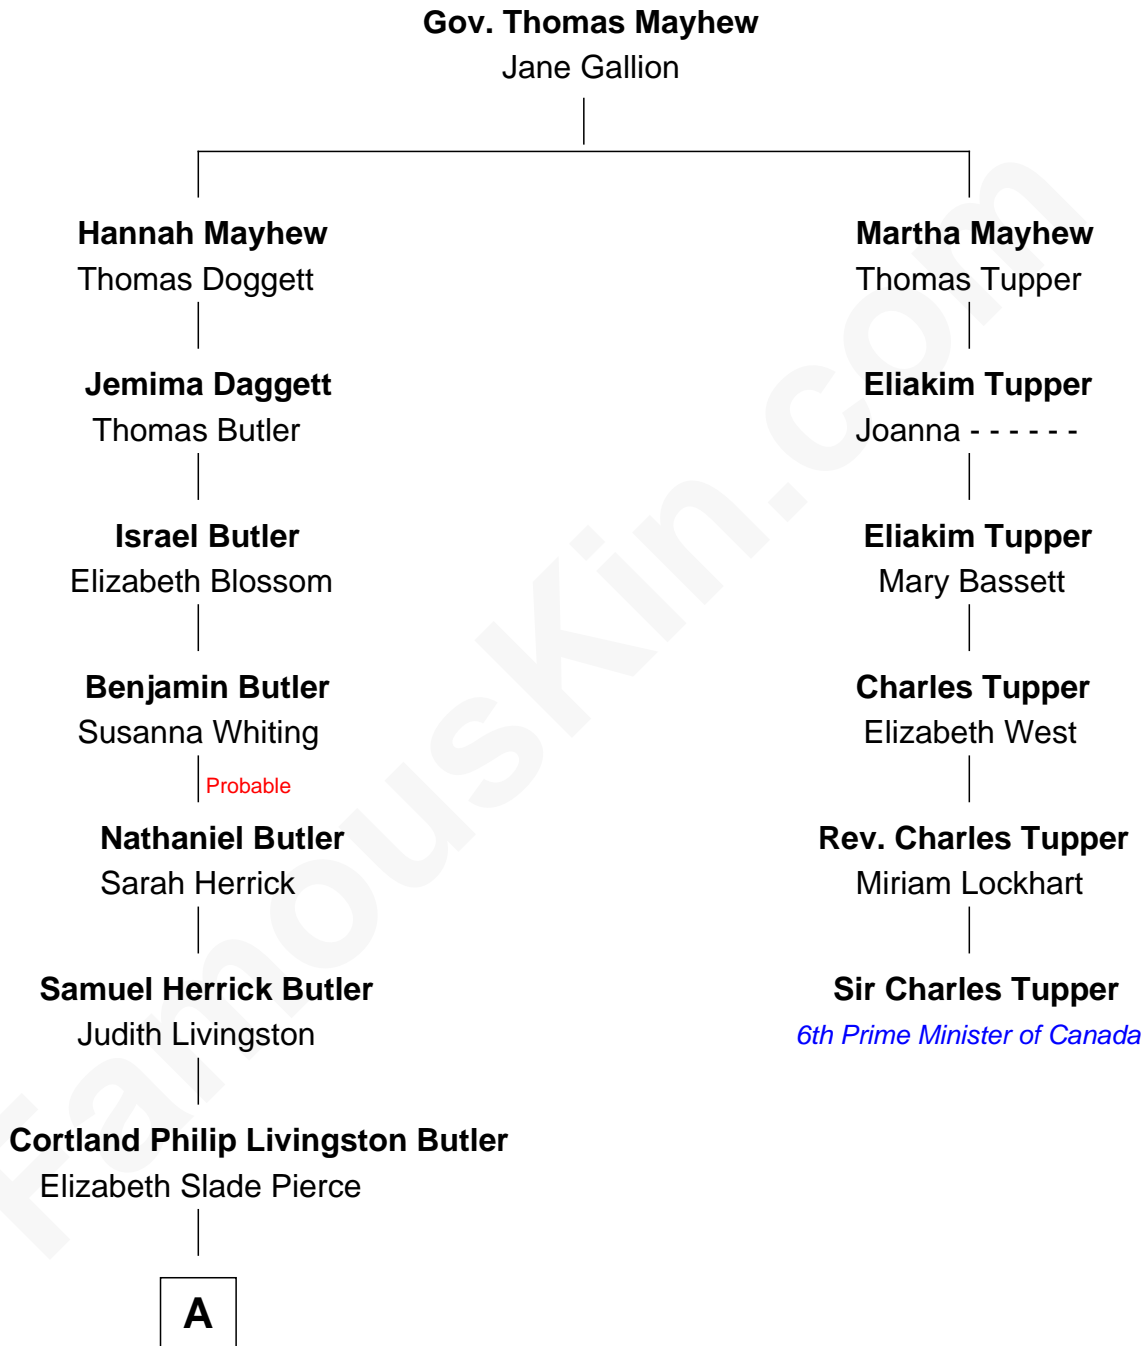 Gov. Thomas Mayhew
Jane Gallion
Hannah Mayhew
Thomas Doggett
Martha Mayhew
Thomas Tupper
Jemima Daggett
Thomas Butler
Eliakim Tupper
Joanna - - - - - -
Israel Butler
Elizabeth Blossom
Eliakim Tupper
Mary Bassett
Benjamin Butler
Susanna Whiting
Charles Tupper
Elizabeth West
Probable
Nathaniel Butler
Sarah Herrick
Rev. Charles Tupper
Miriam Lockhart
Samuel Herrick Butler
Judith Livingston
Sir Charles Tupper
6th Prime Minister of Canada
Cortland Philip Livingston Butler
Elizabeth Slade Pierce
A
FamousKin.com